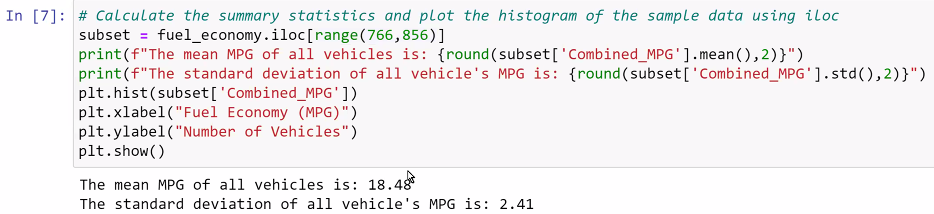 In [7]: # Calculate the summary statistics and plot the histogram of the sample data using iloc
subset = fuel_economy.iloc[range(766,856)]
print(f"The mean MPG of all vehicles is: {round(subset['Combined_MPG'].mean(),2)}")
print(f"The standard deviation of all vehicle's MPG is: {round(subset['Combined_MPG'].std(),2)}")
plt.hist(subset['Combined_MPG'])
plt.xlabel("Fuel Economy (MPG)")
plt.ylabel("Number of Vehicles")
plt.show()
The mean MPG of all vehicles is: 18.48
The standard deviation of all vehicle's MPG is: 2.41